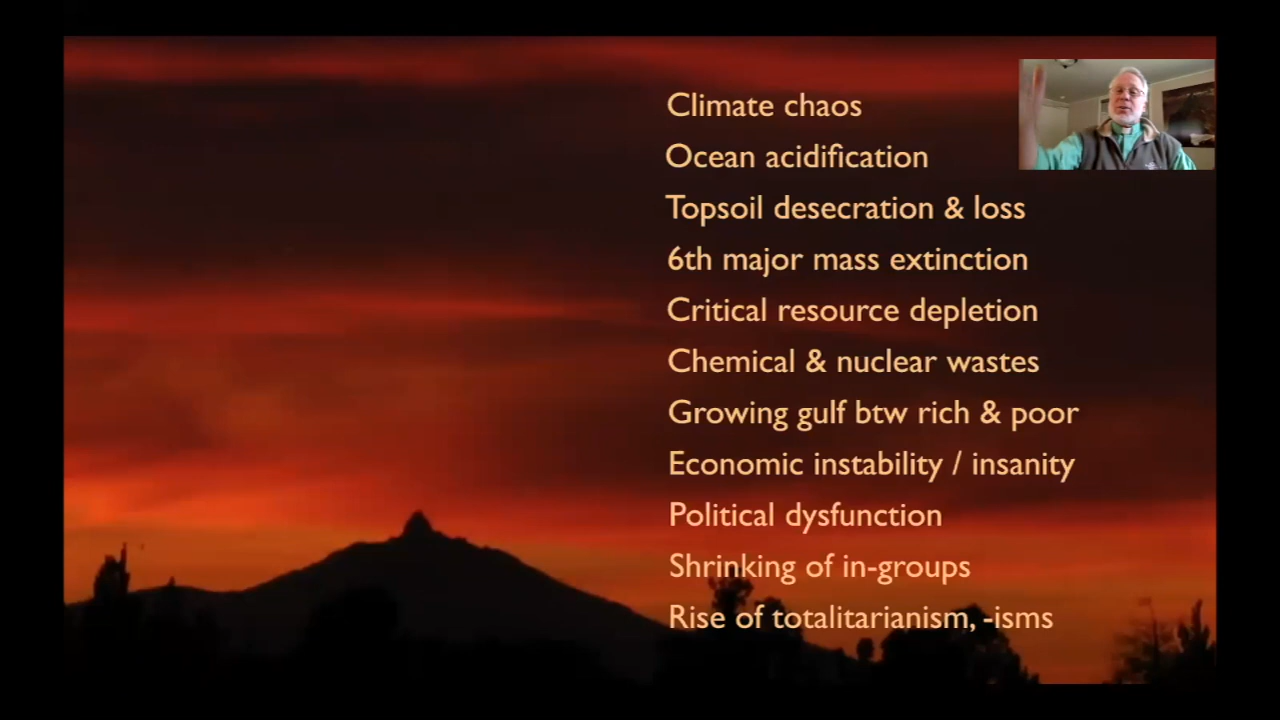 Climate chaos
Ocean acidification
Topsoil desecration & loss
6th major mass extinction
Critical resource depletion
Chemical & nuclear wastes
Growing gulf btw rich & poor
Economic instability / insanity
Political dysfunction
Shrinking of in-groups
Rise of totalitarianism, -isms